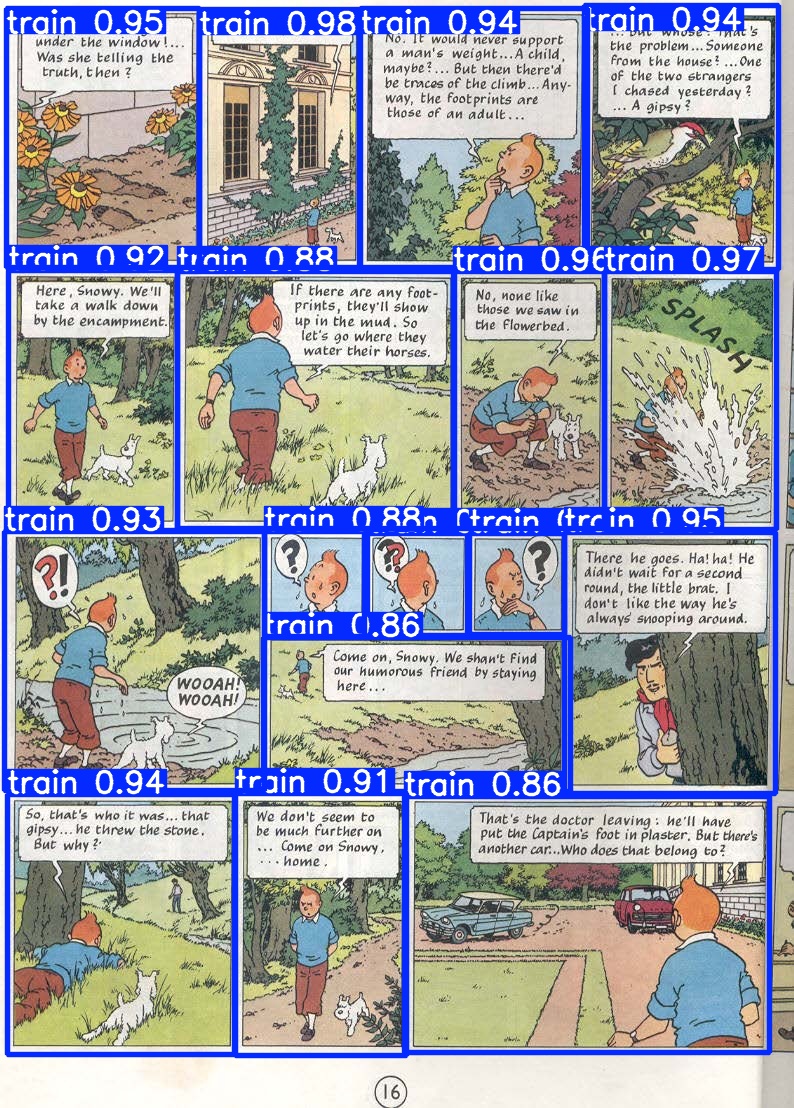 train 0.95
under the window!...
Was she telling the
truth, then?
train 0.98
train 0.94
No. It would never support
a man's weight...A child,
maybe?... But then there'd
be traces of the climb...Any-
way, the footprints are
those of an adult...
train 0.94
... But whose? That's
the problem...Someone
from the house? ...One
of the two strangers
I chased yesterday?
... A gipsy?
train 0.92
Here, Snowy. We'll
take a walk down
by the encampment.
train 0.88
If there are any foot-
prints, they'll show
up in the mud. So
let's go where they
water their horses.
train 0.96
No, none like
those we saw in
the flowerbed.
train 0.97
SPLASH
train 0.93
?!
WOOAH!
WOOAH!
train 0.88
?
??
train
?
train 0.95
There he goes. Ha! ha! He
didn't wait for a second
round, the little brat. I
don't like the way he's
always snooping around.
train 0.86
Come on, Snowy. We shan't find
our humorous friend by staying
here...
train 0.94
So, that's who it was...that
gipsy... he threw the stone.
But why?
train 0.91
We don't seem to
be much further on
... Come on Snowy,
... home.
train 0.86
That's the doctor leaving: he'll have
put the Captain's foot in plaster. But there's
another car...Who does that belong to?
16